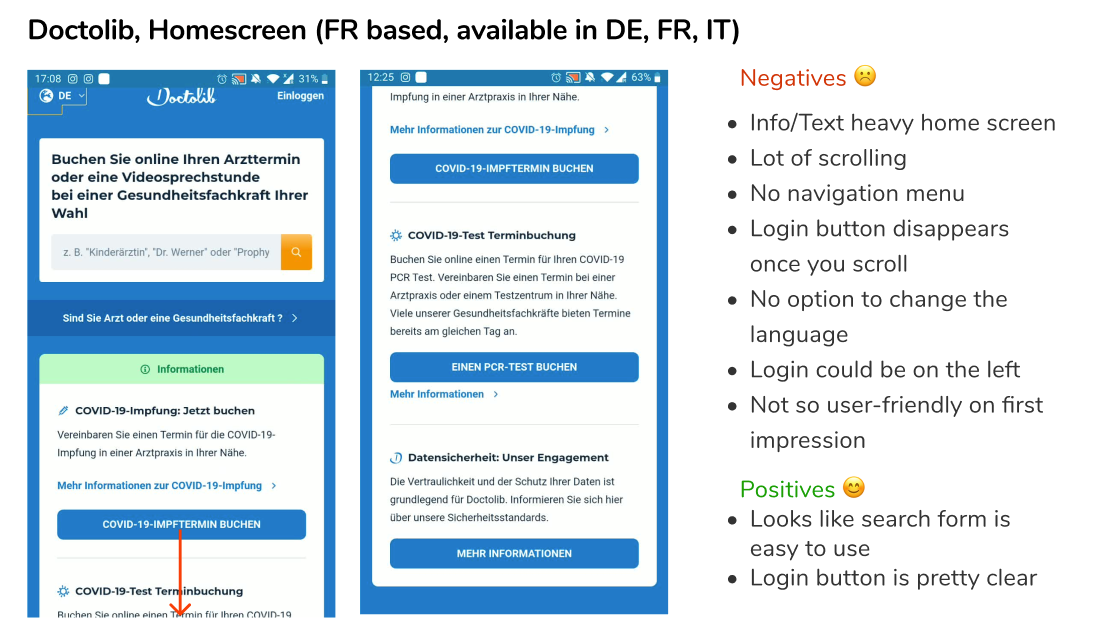 Doctolib, Homescreen (FR based, available in DE, FR, IT)
17:08
31%
DE
Doctolib
Einloggen
Buchen Sie online Ihren Arzttermin
oder eine Videosprechstunde
bei einer Gesundheitsfachkraft Ihrer
Wahl
z. B. "Kinderärztin", "Dr. Werner" oder "Prophy
Sind Sie Arzt oder eine Gesundheitsfachkraft ?
Informationen
COVID-19-Impfung: Jetzt buchen
Vereinbaren Sie einen Termin für die COVID-19-
Impfung in einer Arztpraxis in Ihrer Nähe.
Mehr Informationen zur COVID-19-Impfung
COVID-19-IMPFTERMIN BUCHEN
COVID-19-Test Terminbuchung
Buchen Sie online einen Termin für Ihren COVID-19
12:25
63%
Impfung in einer Arztpraxis in Ihrer Nähe.
Mehr Informationen zur COVID-19-Impfung
COVID-19-IMPFTERMIN BUCHEN
COVID-19-Test Terminbuchung
Buchen Sie online einen Termin für Ihren COVID-19
PCR Test. Vereinbaren Sie einen Termin bei einer
Arztpraxis oder einem Testzentrum in Ihrer Nähe.
Viele unserer Gesundheitsfachkräfte bieten Termine
bereits am gleichen Tag an.
EINEN PCR-TEST BUCHEN
Mehr Informationen
Datensicherheit: Unser Engagement
Die Vertraulichkeit und der Schutz Ihrer Daten ist
grundlegend für Doctolib. Informieren Sie sich hier
über unsere Sicherheitsstandards.
MEHR INFORMATIONEN
Negatives ☹️
• Info/Text heavy home screen
• Lot of scrolling
• No navigation menu
• Login button disappears
once you scroll
• No option to change the
language
• Login could be on the left
• Not so user-friendly on first
impression
Positives 😊
• Looks like search form is
easy to use
• Login button is pretty clear